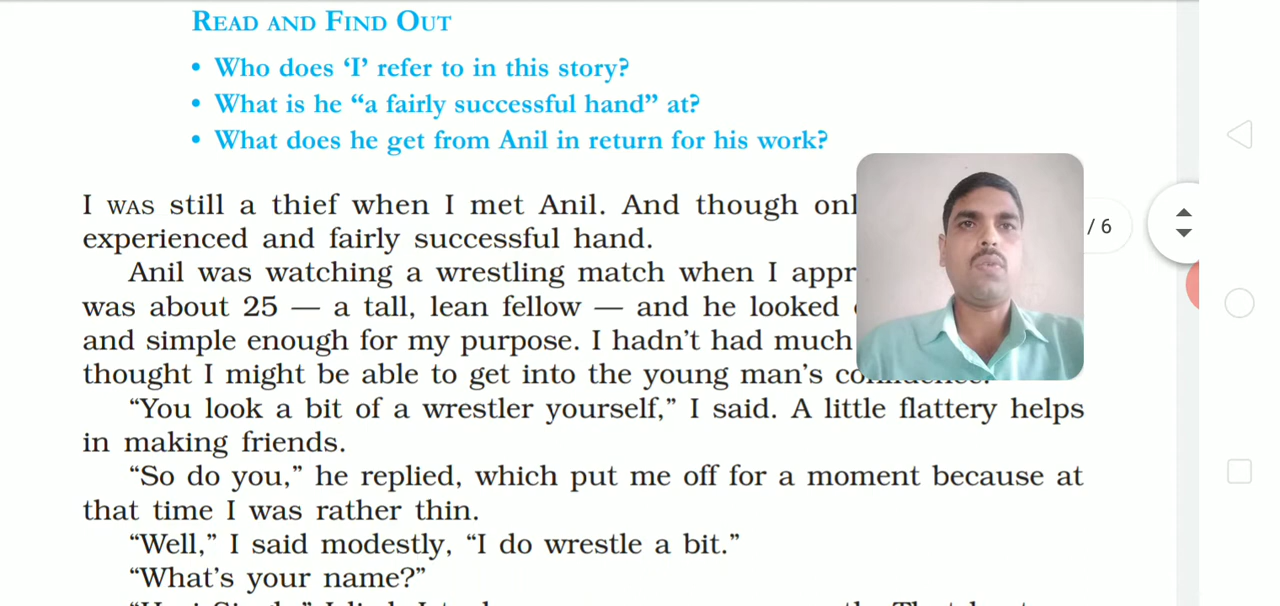 READ AND FIND OUT
• Who does ‘I’ refer to in this story?
• What is he “a fairly successful hand” at?
• What does he get from Anil in return for his work?
I WAS still a thief when I met Anil. And though
/ 6
experienced and fairly successful hand.
Anil was watching a wrestling match when I
was about 25 — a tall, lean fellow — and he looked
and simple enough for my purpose. I hadn’t had much
thought I might be able to get into the young man’s
“You look a bit of a wrestler yourself,” I said. A little flattery helps
in making friends.
“So do you,” he replied, which put me off for a moment because at
that time I was rather thin.
“Well,” I said modestly, “I do wrestle a bit.”
“What’s your name?”